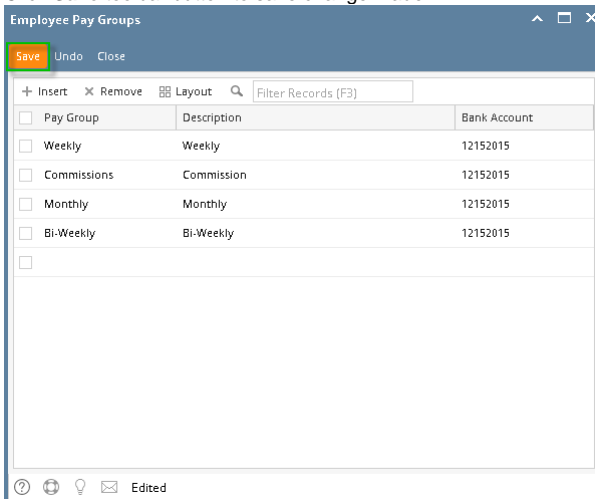 Employee Pay Groups
Save Undo Close
Insert Remove Layout Filter Records (F3)
Pay Group Description Bank Account
Weekly Weekly 12152015
Commissions Commission 12152015
Monthly Monthly 12152015
Bi-Weekly Bi-Weekly 12152015
Edited